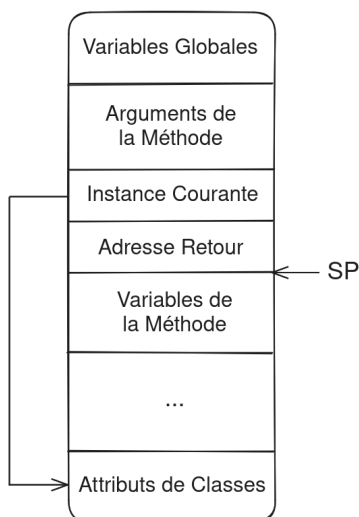 Variables Globales
Arguments de
la Méthode
Instance Courante
Adresse Retour
SP
Variables de
la Méthode
...
Attributs de Classes